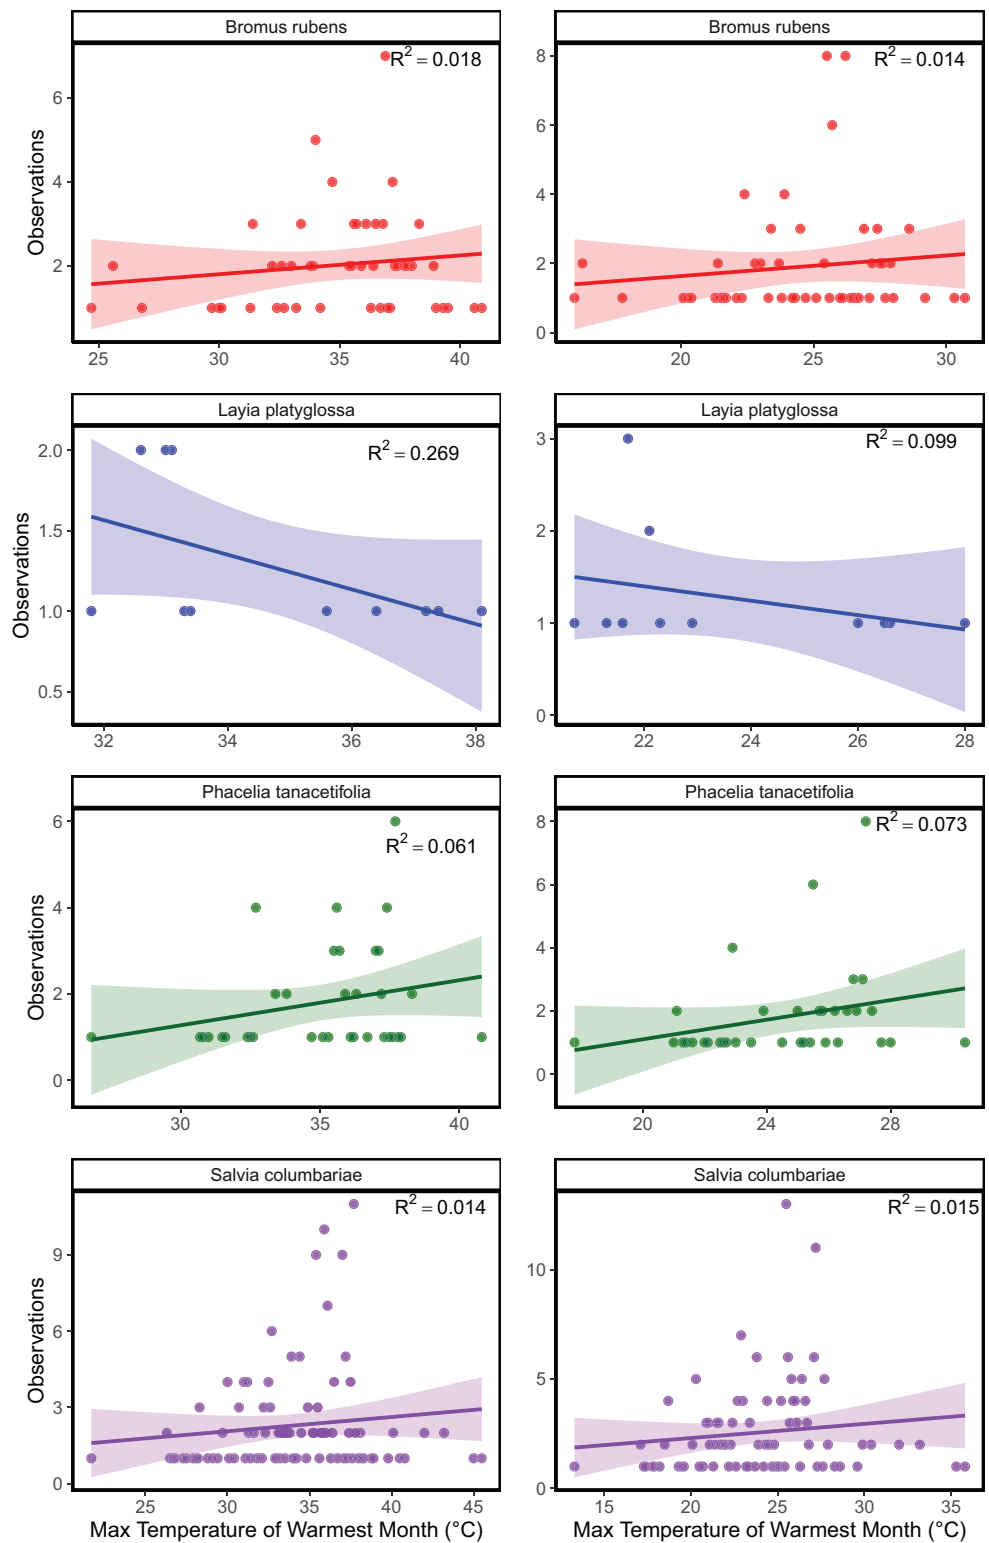 Bromus rubens
Bromus rubens
R² = 0.018
R² = 0.014
Observations
6
4
2
8
6
4
2
0
25 30 35 40
20 25 30
Layia platyglossa
Layia platyglossa
R² = 0.269
R² = 0.099
Observations
2.0
1.5
1.0
0.5
3
2
1
0
32 34 36 38
22 24 26 28
Phacelia tanacetifolia
Phacelia tanacetifolia
R² = 0.061
R² = 0.073
Observations
6
4
2
0
8
6
4
2
0
30 35 40
20 24 28
Salvia columbariae
Salvia columbariae
R² = 0.014
R² = 0.015
Observations
9
6
3
0
10
5
0
25 30 35 40 45
15 20 25 30 35
Max Temperature of Warmest Month (°C)
Max Temperature of Warmest Month (°C)